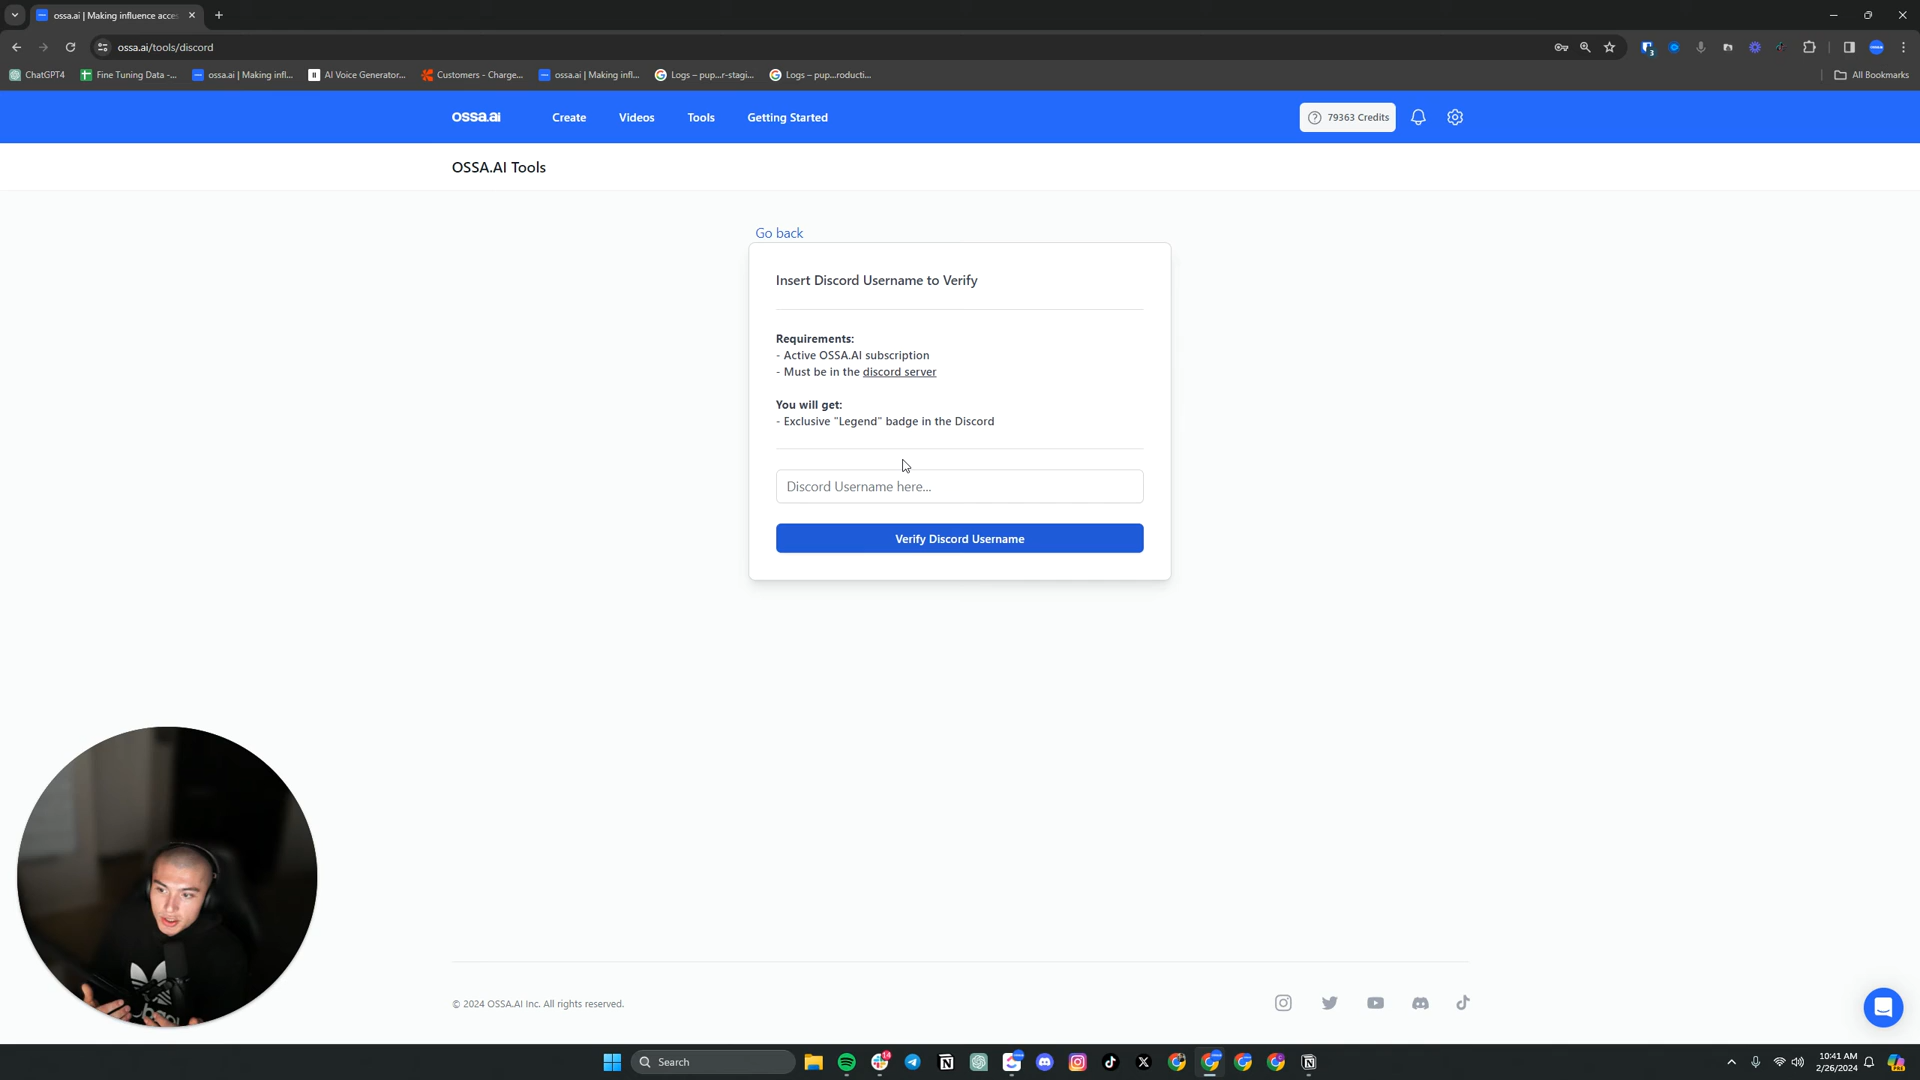 ossa.ai | Making influence acces
ossa.ai/tools/discord
ChatGPT4
Fine Tuning Data -...
ossa.ai | Making infl...
AI Voice Generator...
Customers - Charge...
ossa.ai | Making infl...
Logs – pup...r-stagi...
Logs – pup...roducti...
All Bookmarks
ossa.ai
Create
Videos
Tools
Getting Started
79363 Credits
OSSA.AI Tools
Go back
Insert Discord Username to Verify
Requirements:
- Active OSSA.AI subscription
- Must be in the discord server
You will get:
- Exclusive "Legend" badge in the Discord
Discord Username here...
Verify Discord Username
© 2024 OSSA.AI Inc. All rights reserved.
Search
14
10:41 AM
2/26/2024